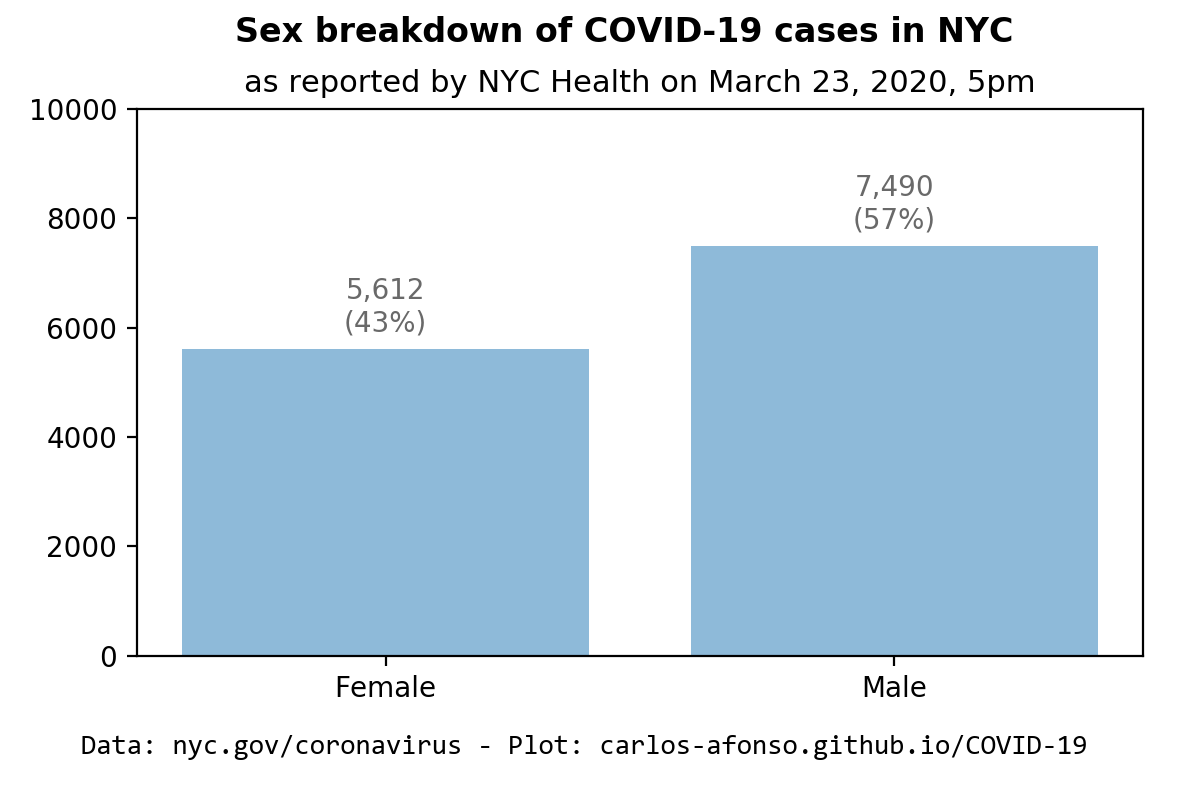 Sex breakdown of COVID-19 cases in NYC
as reported by NYC Health on March 23, 2020, 5pm
10000
8000
6000
4000
2000
0
5,612
(43%)
7,490
(57%)
Female
Male
Data: nyc.gov/coronavirus - Plot: carlos-afonso.github.io/COVID-19